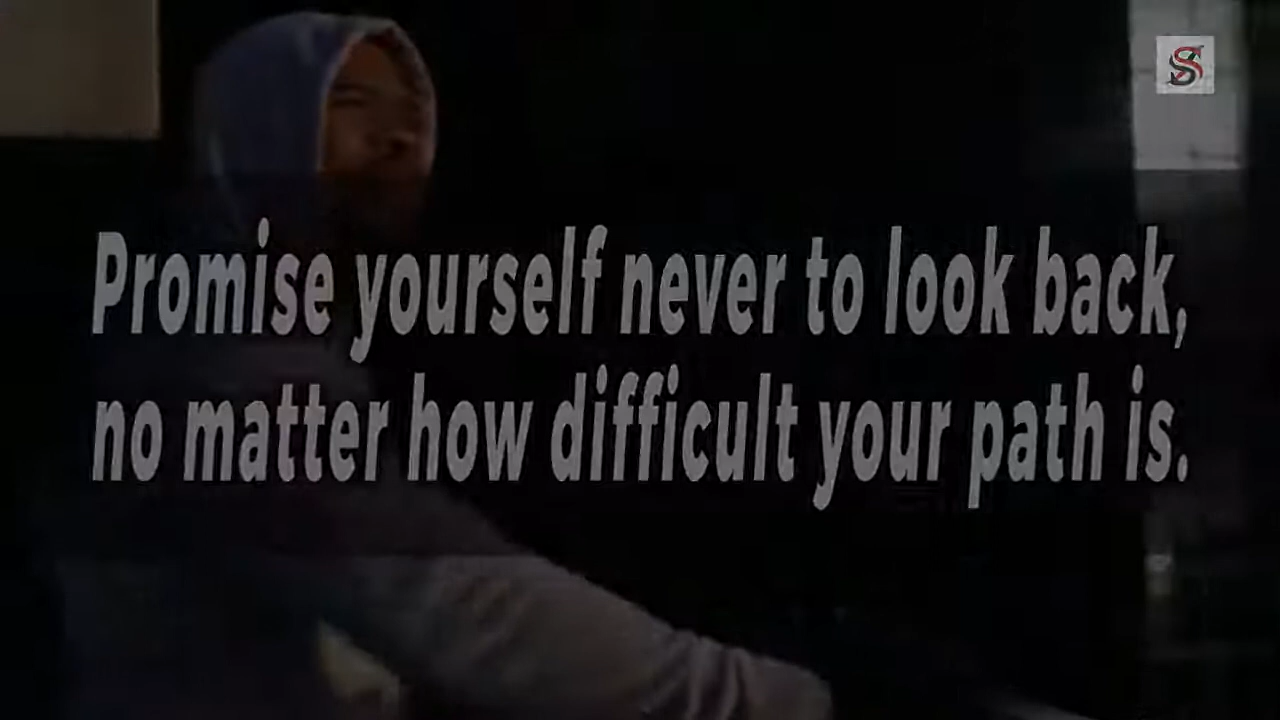 Promise yourself never to look back,
no matter how difficult your path is.